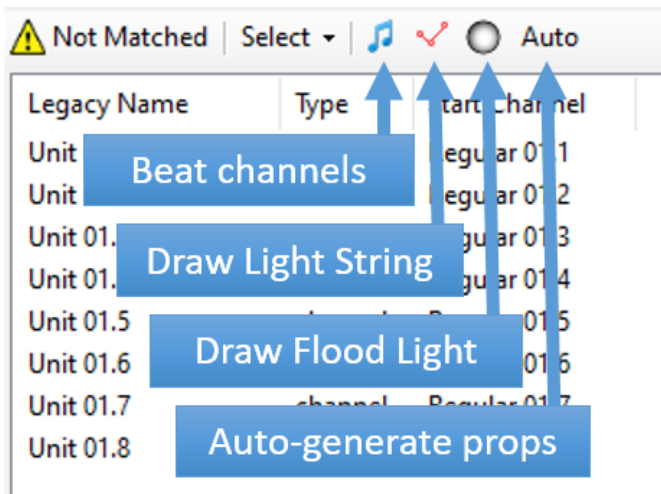 Not Matched Select Auto
Legacy Name Type Start Channel
Unit Regular 01.1
Beat channels
Unit Regular 01.2
Unit 01. Regular 01.3
Draw Light String
Unit 01. Regular 01.4
Unit 01.5 Regular 01.5
Draw Flood Light
Unit 01.6 01.6
Unit 01.7 channel Regular 01.7
Auto-generate props
Unit 01.8